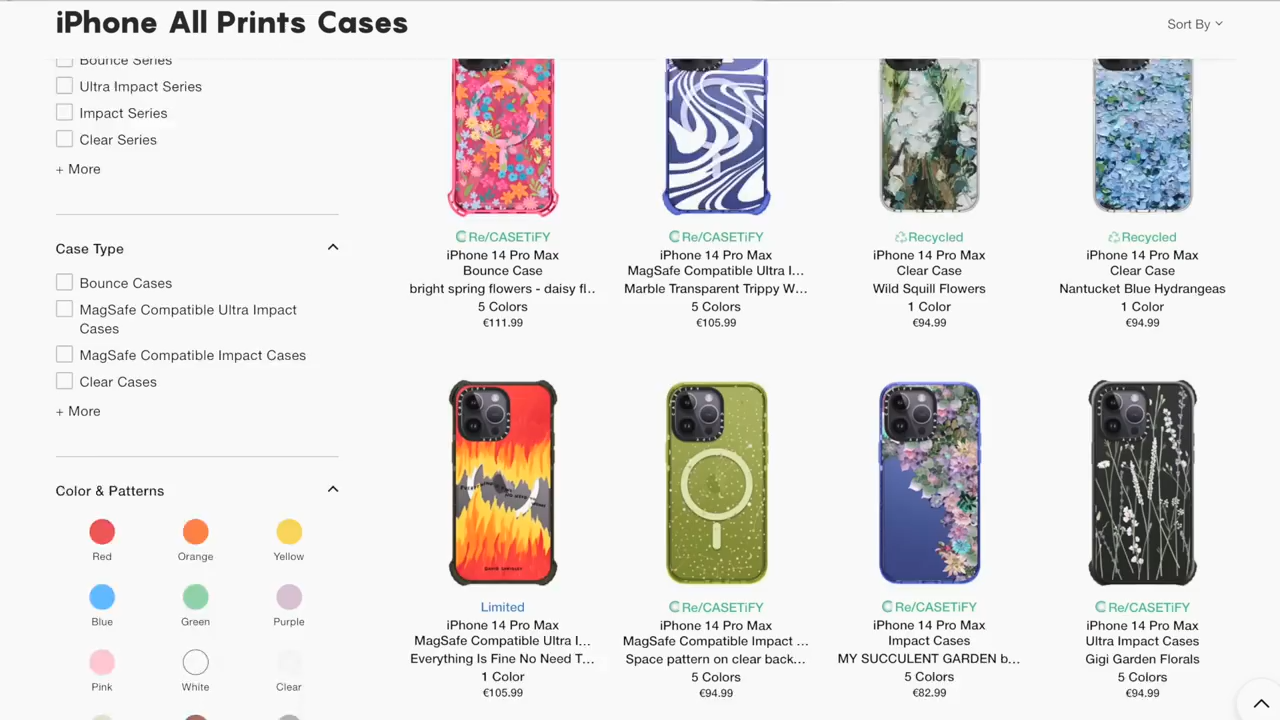 iPhone All Prints Cases
Sort By
Bounce Series
Ultra Impact Series
Impact Series
Clear Series
+ More
Case Type
Bounce Cases
MagSafe Compatible Ultra Impact
Cases
MagSafe Compatible Impact Cases
Clear Cases
+ More
Color & Patterns
Red
Orange
Yellow
Blue
Green
Purple
Pink
White
Clear
Re/CASETiFY
iPhone 14 Pro Max
Bounce Case
bright spring flowers - daisy fl..
5 Colors
€111.99
Re/CASETiFY
iPhone 14 Pro Max
MagSafe Compatible Ultra I...
Marble Transparent Trippy W...
5 Colors
€105.99
Recycled
iPhone 14 Pro Max
Clear Case
Wild Squill Flowers
1 Color
€94.99
Recycled
iPhone 14 Pro Max
Clear Case
Nantucket Blue Hydrangeas
1 Color
€94.99
Limited
iPhone 14 Pro Max
MagSafe Compatible Ultra I...
Everything Is Fine No Need T...
1 Color
€105.99
Re/CASETiFY
iPhone 14 Pro Max
MagSafe Compatible Impact ...
Space pattern on clear back...
5 Colors
€94.99
Re/CASETiFY
iPhone 14 Pro Max
Impact Cases
MY SUCCULENT GARDEN b...
5 Colors
€82.99
Re/CASETiFY
iPhone 14 Pro Max
Ultra Impact Cases
Gigi Garden Florals
5 Colors
€94.99